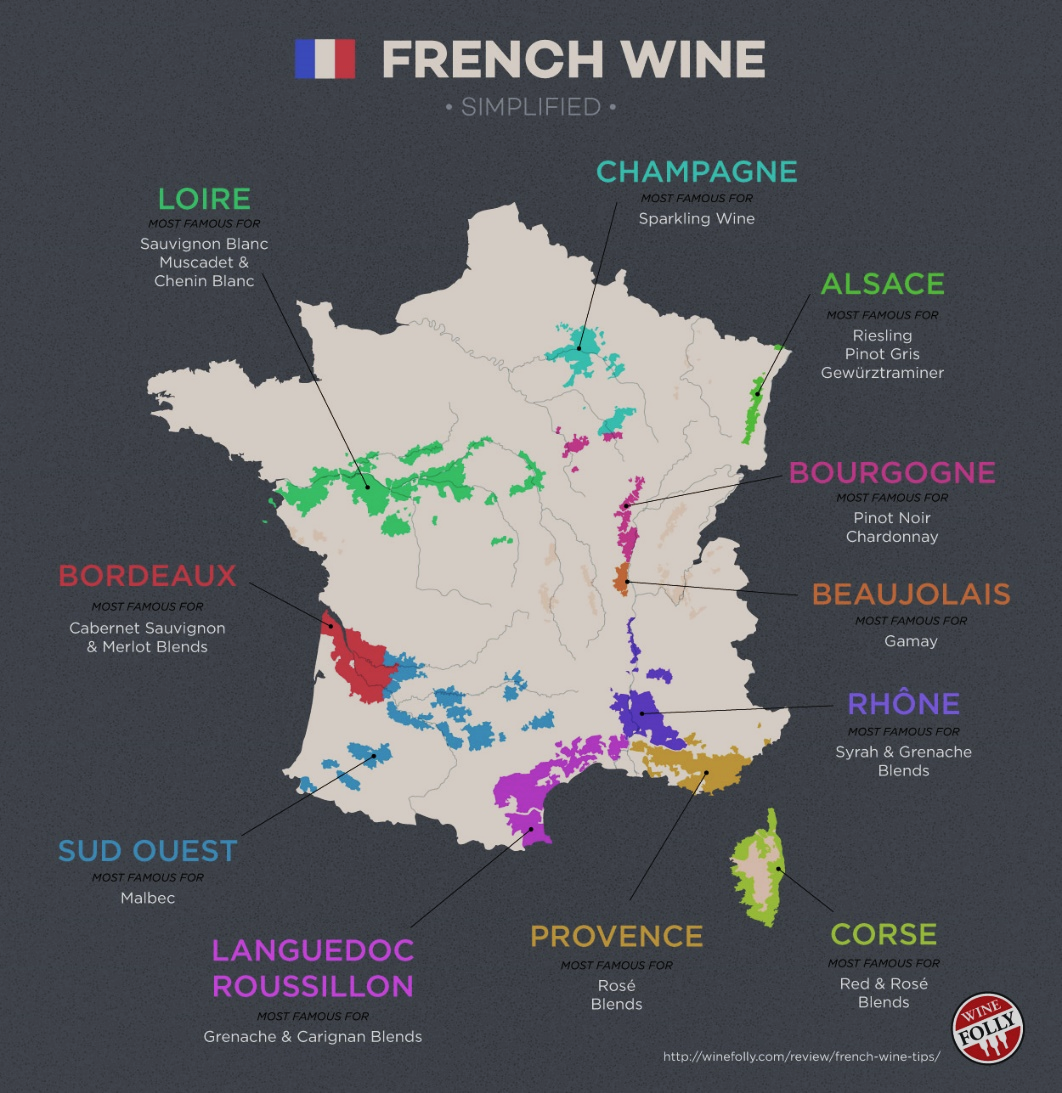 FRENCH WINE
• SIMPLIFIED •
CHAMPAGNE
MOST FAMOUS FOR
Sparkling Wine
LOIRE
MOST FAMOUS FOR
Sauvignon Blanc
Muscadet &
Chenin Blanc
ALSACE
MOST FAMOUS FOR
Riesling
Pinot Gris
Gewürztraminer
BOURGOGNE
MOST FAMOUS FOR
Pinot Noir
Chardonnay
BORDEAUX
MOST FAMOUS FOR
Cabernet Sauvignon
& Merlot Blends
BEAUJOLAIS
MOST FAMOUS FOR
Gamay
RHÔNE
MOST FAMOUS FOR
Syrah & Grenache
Blends
SUD OUEST
MOST FAMOUS FOR
Malbec
LANGUEDOC
ROUSSILLON
MOST FAMOUS FOR
Grenache & Carignan Blends
PROVENCE
MOST FAMOUS FOR
Rosé
Blends
CORSE
MOST FAMOUS FOR
Red & Rosé
Blends
http://winefolly.com/review/french-wine-tips/
WINE
FOLLY